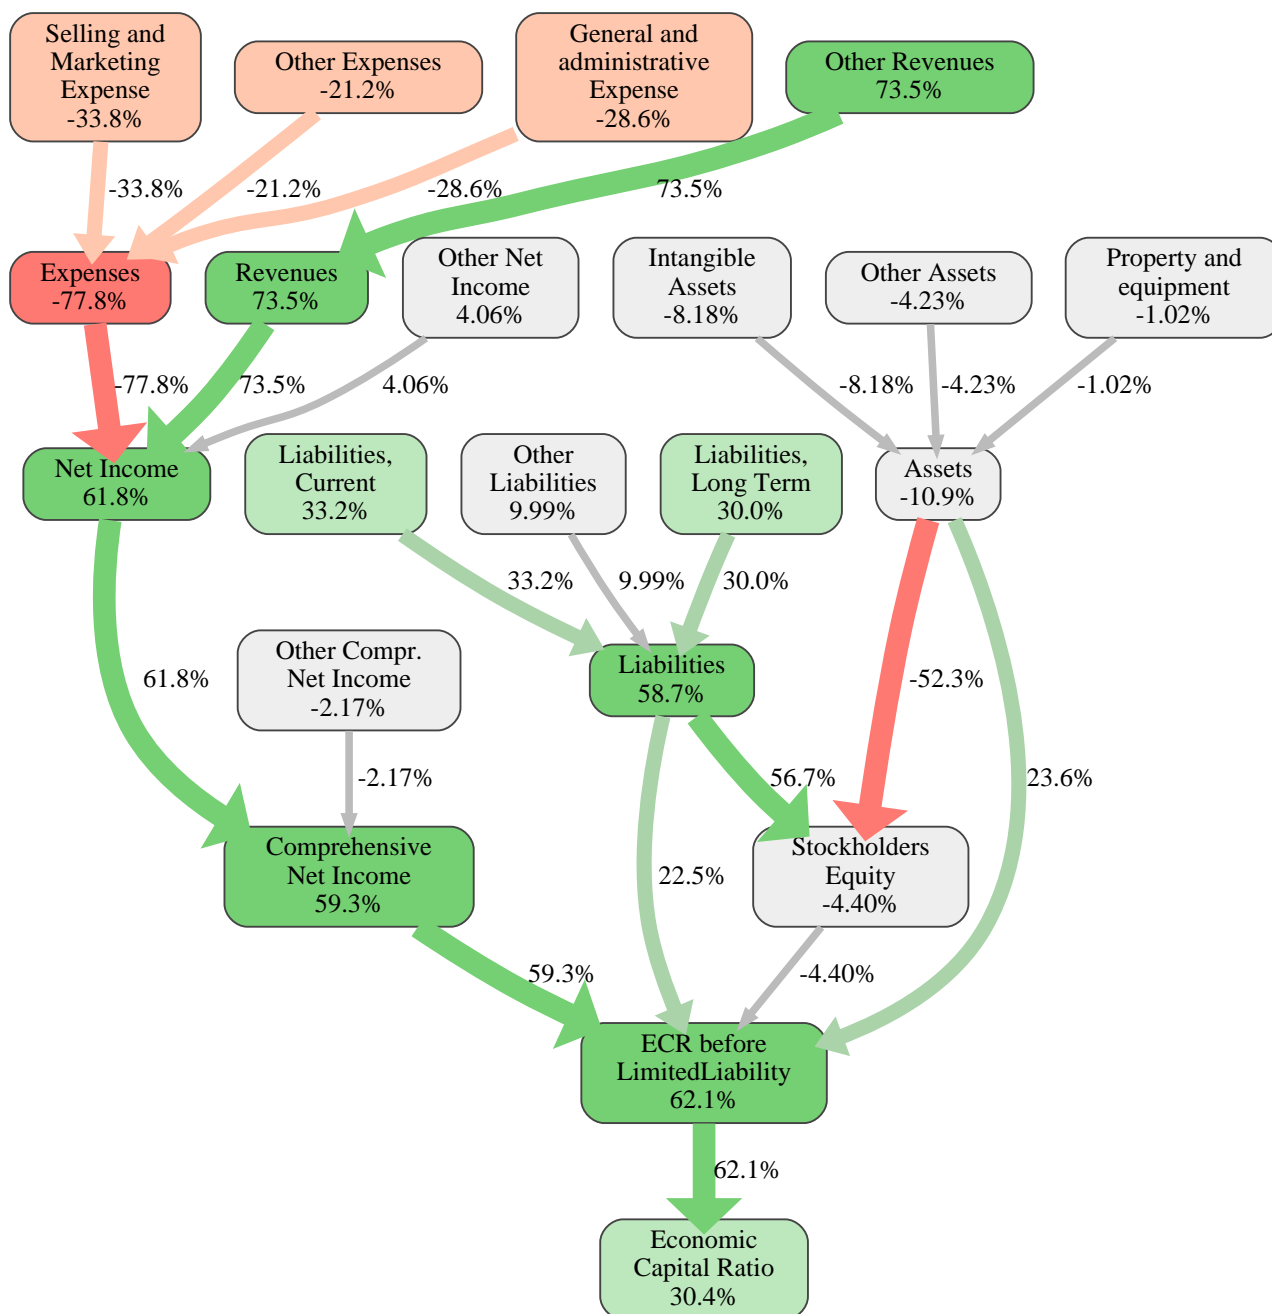 Selling and
Marketing
Expense
-33.8%
Other Expenses
-21.2%
General and
administrative
Expense
-28.6%
Other Revenues
73.5%
-33.8%
-21.2%
-28.6%
73.5%
Expenses
-77.8%
Revenues
73.5%
Other Net
Income
4.06%
Intangible
Assets
-8.18%
Other Assets
-4.23%
Property and
equipment
-1.02%
-77.8%
73.5%
4.06%
-8.18%
-4.23%
-1.02%
Net Income
61.8%
Liabilities,
Current
33.2%
Other
Liabilities
9.99%
Liabilities,
Long Term
30.0%
Assets
-10.9%
33.2%
9.99%
30.0%
61.8%
Other Compr.
Net Income
-2.17%
Liabilities
58.7%
-52.3%
-2.17%
56.7%
23.6%
Comprehensive
Net Income
59.3%
22.5%
Stockholders
Equity
-4.40%
59.3%
-4.40%
ECR before
LimitedLiability
62.1%
62.1%
Economic
Capital Ratio
30.4%